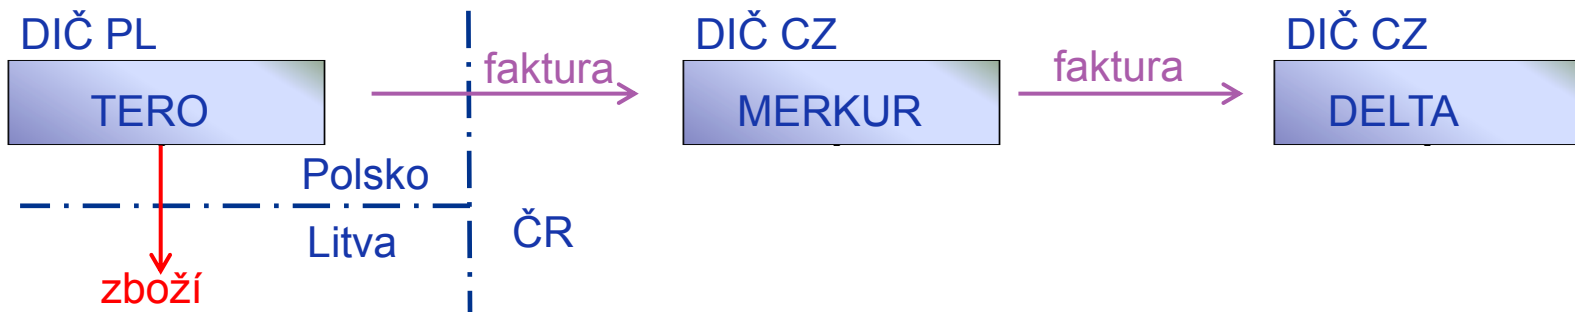 DIČ PL
DIČ CZ
DIČ CZ
faktura
faktura
TERO
MERKUR
DELTA
Polsko
Litva
ČR
zboží